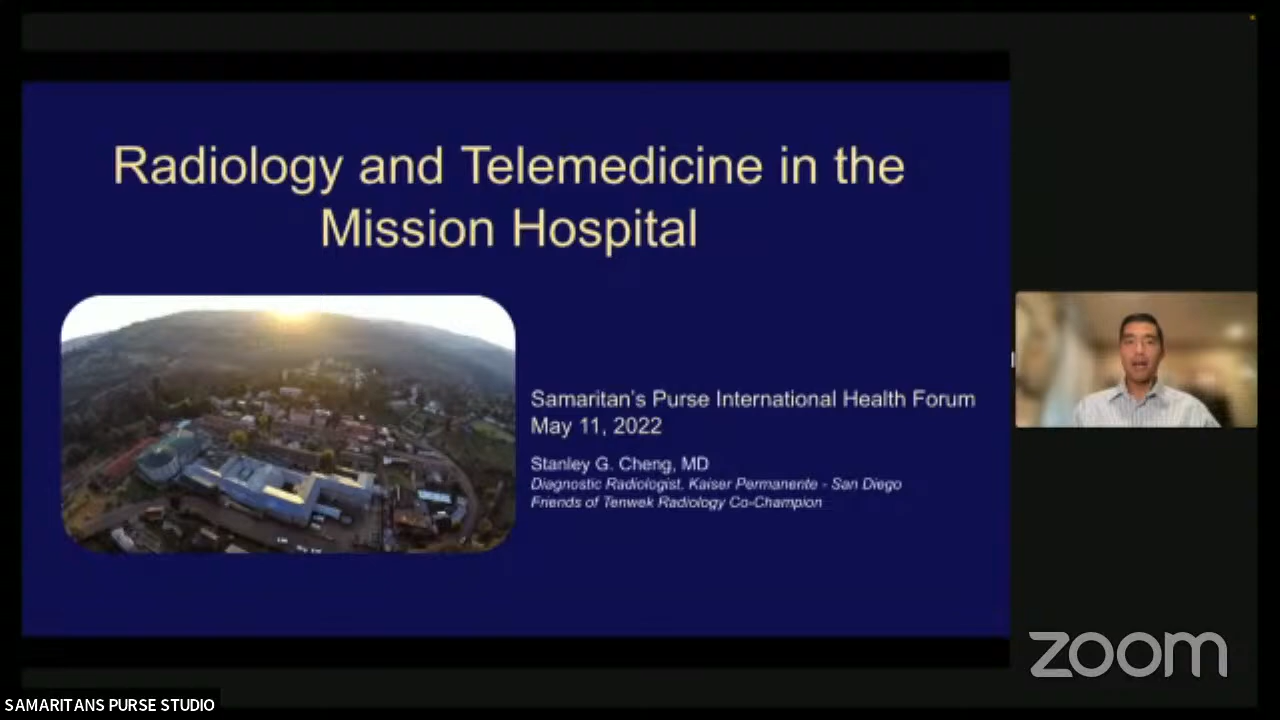 Radiology and Telemedicine in the
Mission Hospital
Samaritan's Purse International Health Forum
May 11, 2022
Stanley G. Cheng, MD
Diagnostic Radiologist, Kaiser Permanente - San Diego
Friends of Tenwek Radiology Co-Champion
zoom
SAMARITANS PURSE STUDIO